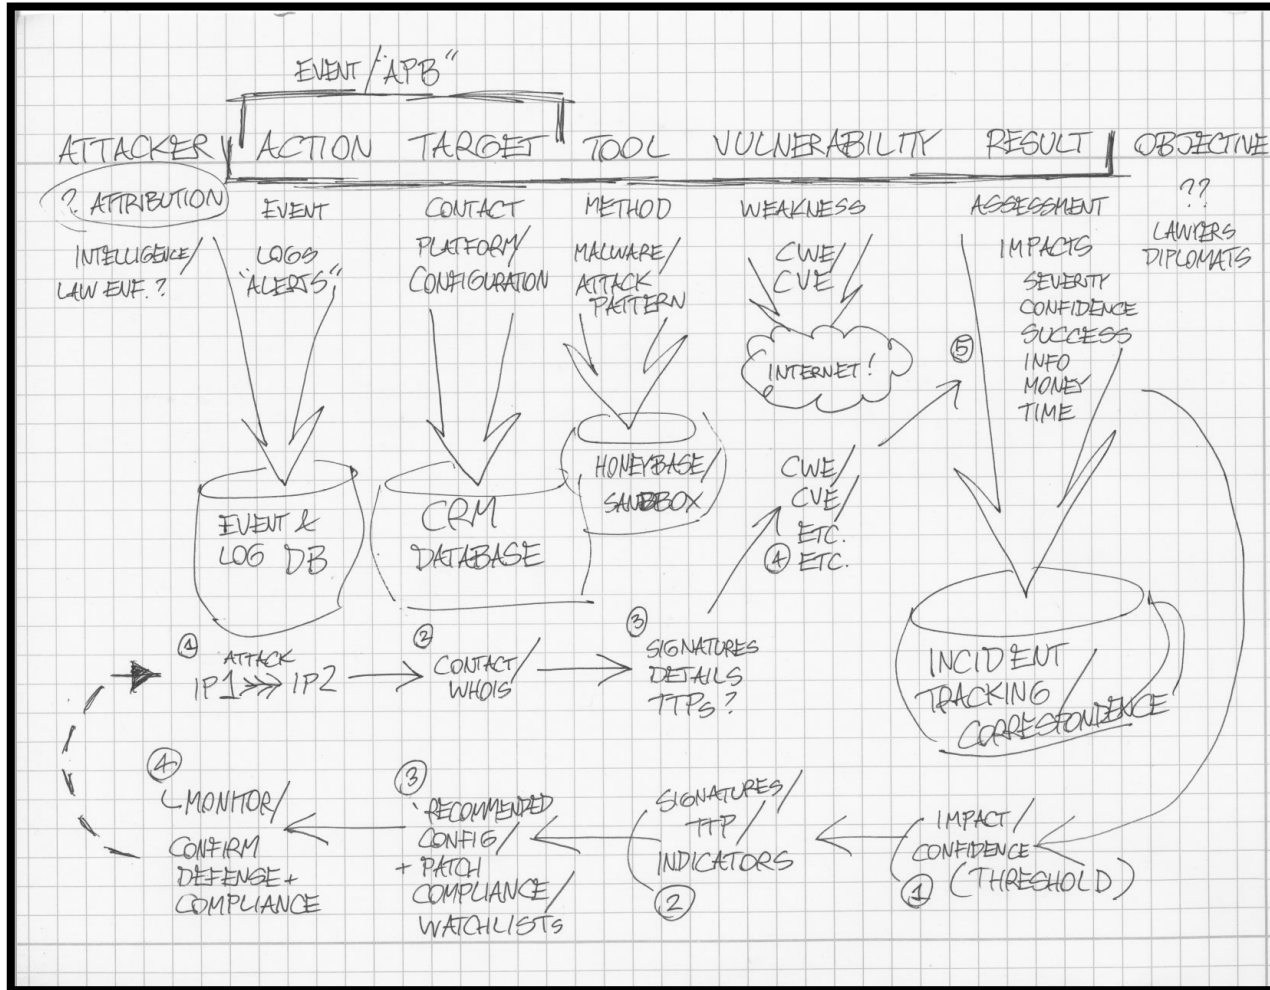 EVENT / "APB"
ATTACKER ACTION TARGET TOOL VULNERABILITY RESULT OBJECTIVE
? ATTRIBUTION
INTELLIGENCE/
LAW ENF. ?
EVENT
LOGS
"ALERTS"
CONTACT
PLATFORM/
CONFIGURATION
METHOD
MALWARE/
ATTACK
PATTERN
WEAKNESS
CWE/
CVE
INTERNET!
ASSESSMENT
IMPACTS
SEVERITY
CONFIDENCE
SUCCESS
INFO
MONEY
TIME
??
LAWYERS
DIPLOMATS
EVENT &
LOG DB
CRM
DATABASE
HONEYBASE/
SANDBOX
CWE/
CVE/
ETC.
④ ETC.
⑤
INCIDENT
TRACKING /
CORRESPONDENCE
①
ATTACK
IP1 >>> IP2
②
CONTACT/
WHOIS
③
SIGNATURES
DETAILS
TTPs?
IMPACT/
CONFIDENCE
① (THRESHOLD)
SIGNATURES/
TTP/
INDICATORS
②
③
RECOMMENDED
CONFIG/
+ PATCH
COMPLIANCE/
WATCHLISTS
④
MONITOR/
CONFIRM
DEFENSE +
COMPLIANCE